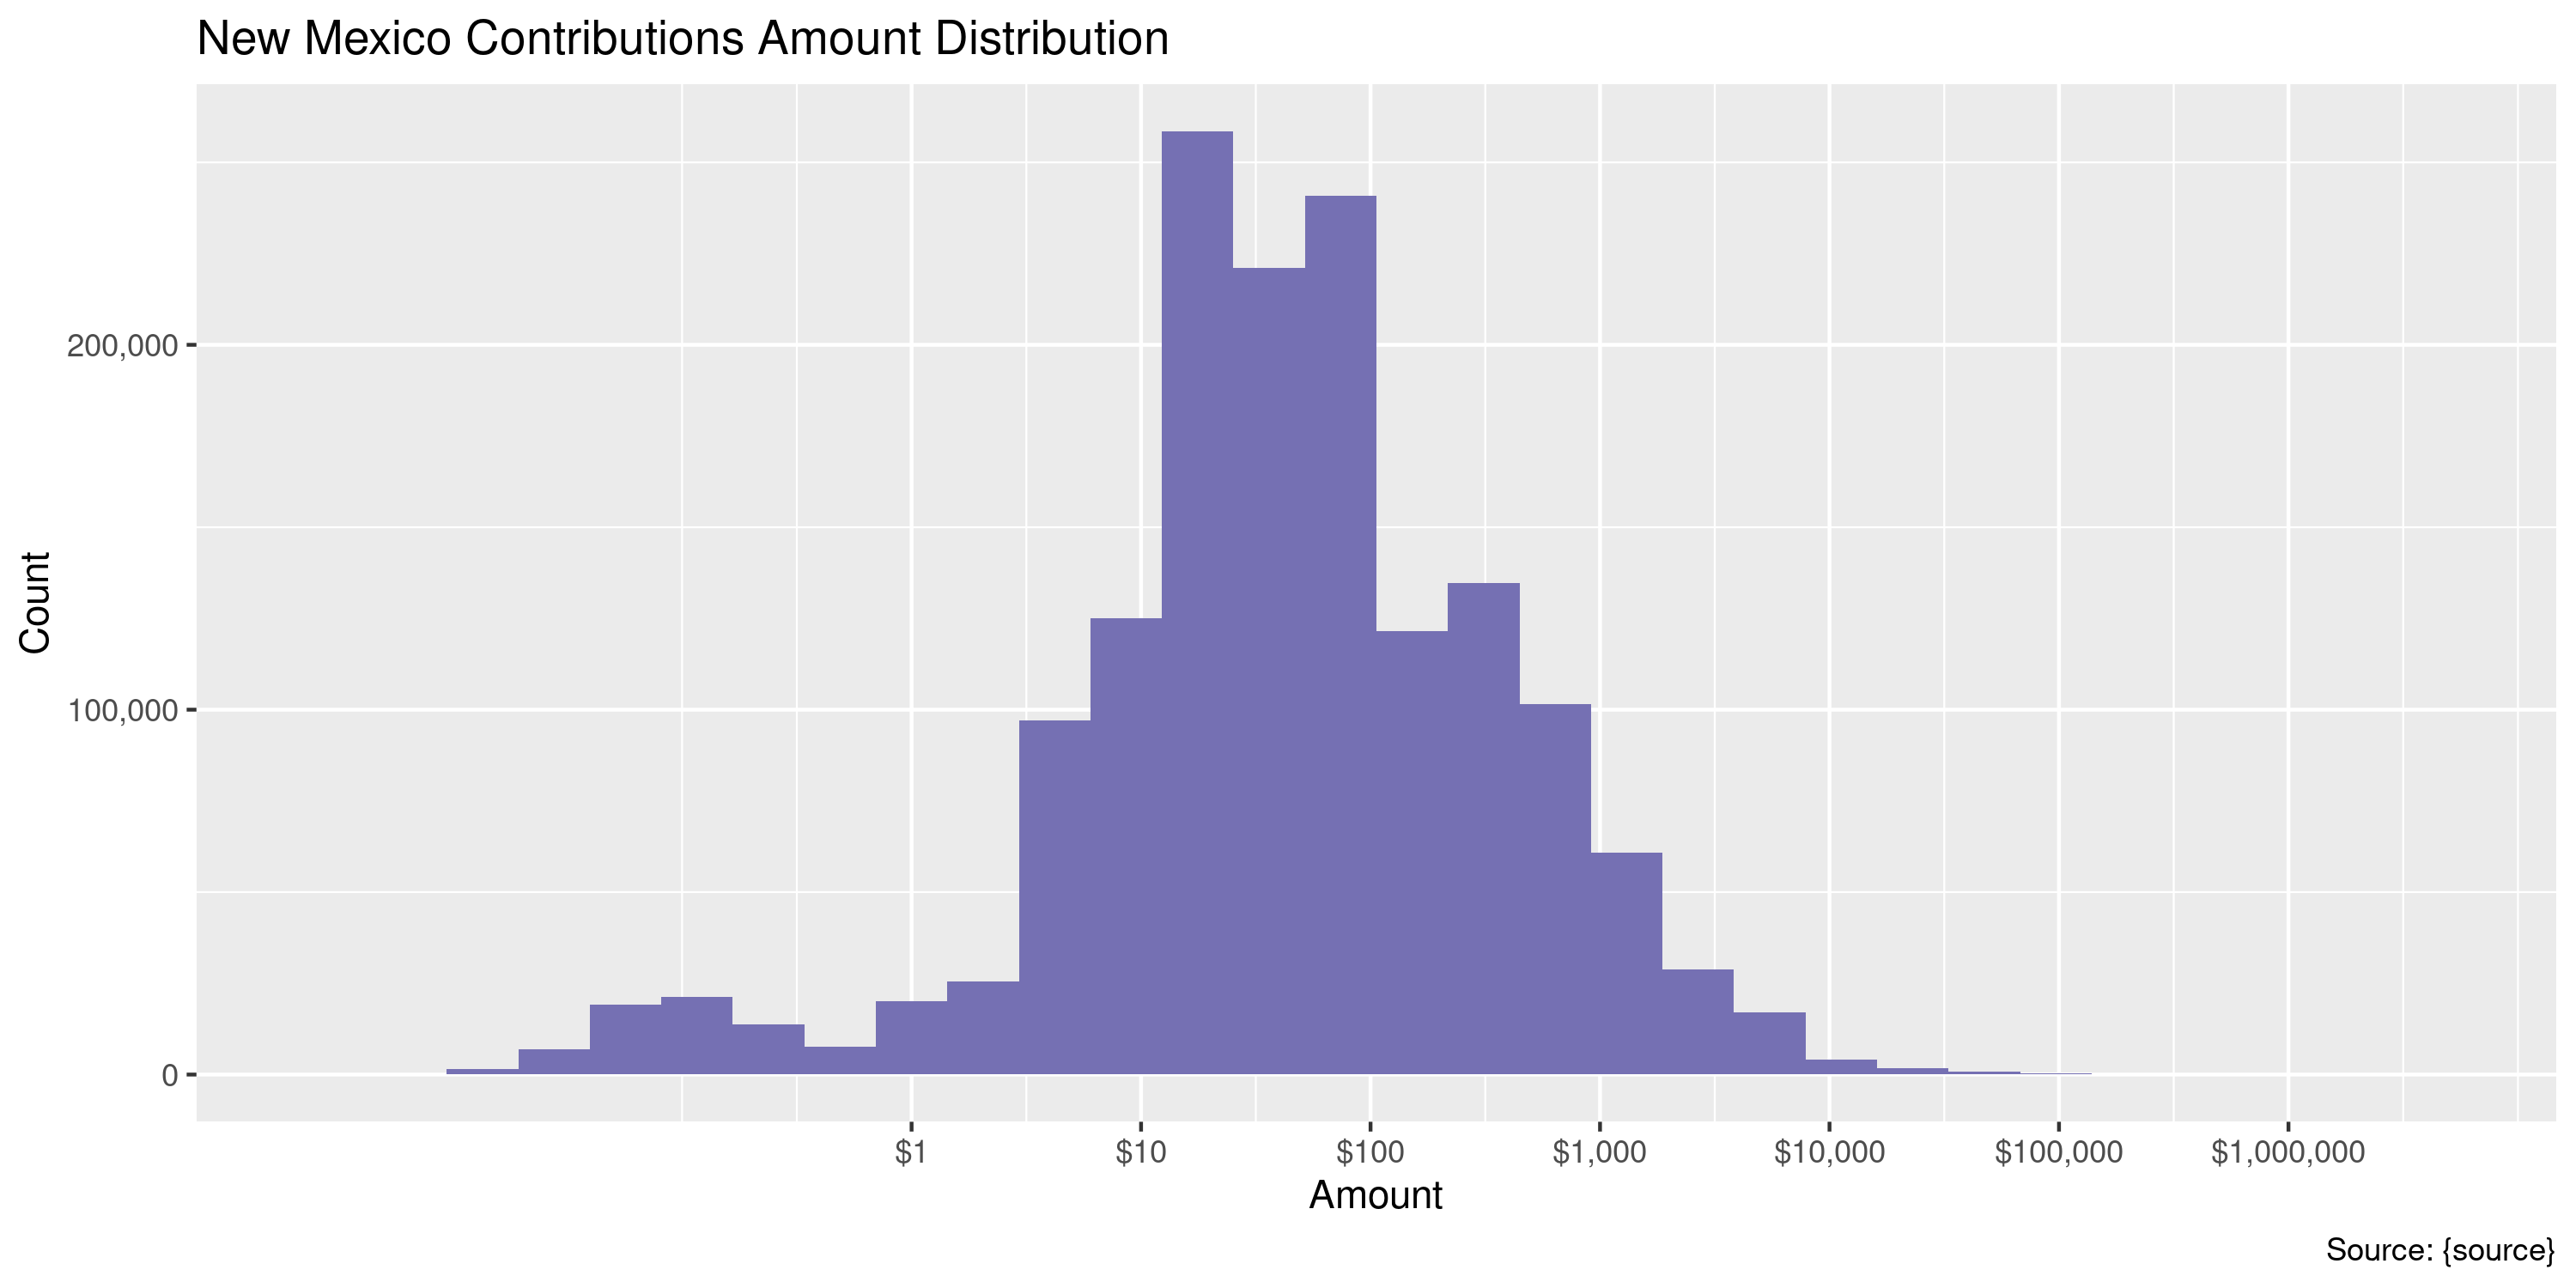 New Mexico Contributions Amount Distribution
Count
200,000
100,000
0
$1 $10 $100 $1,000 $10,000 $100,000 $1,000,000
Amount
Source: {source}